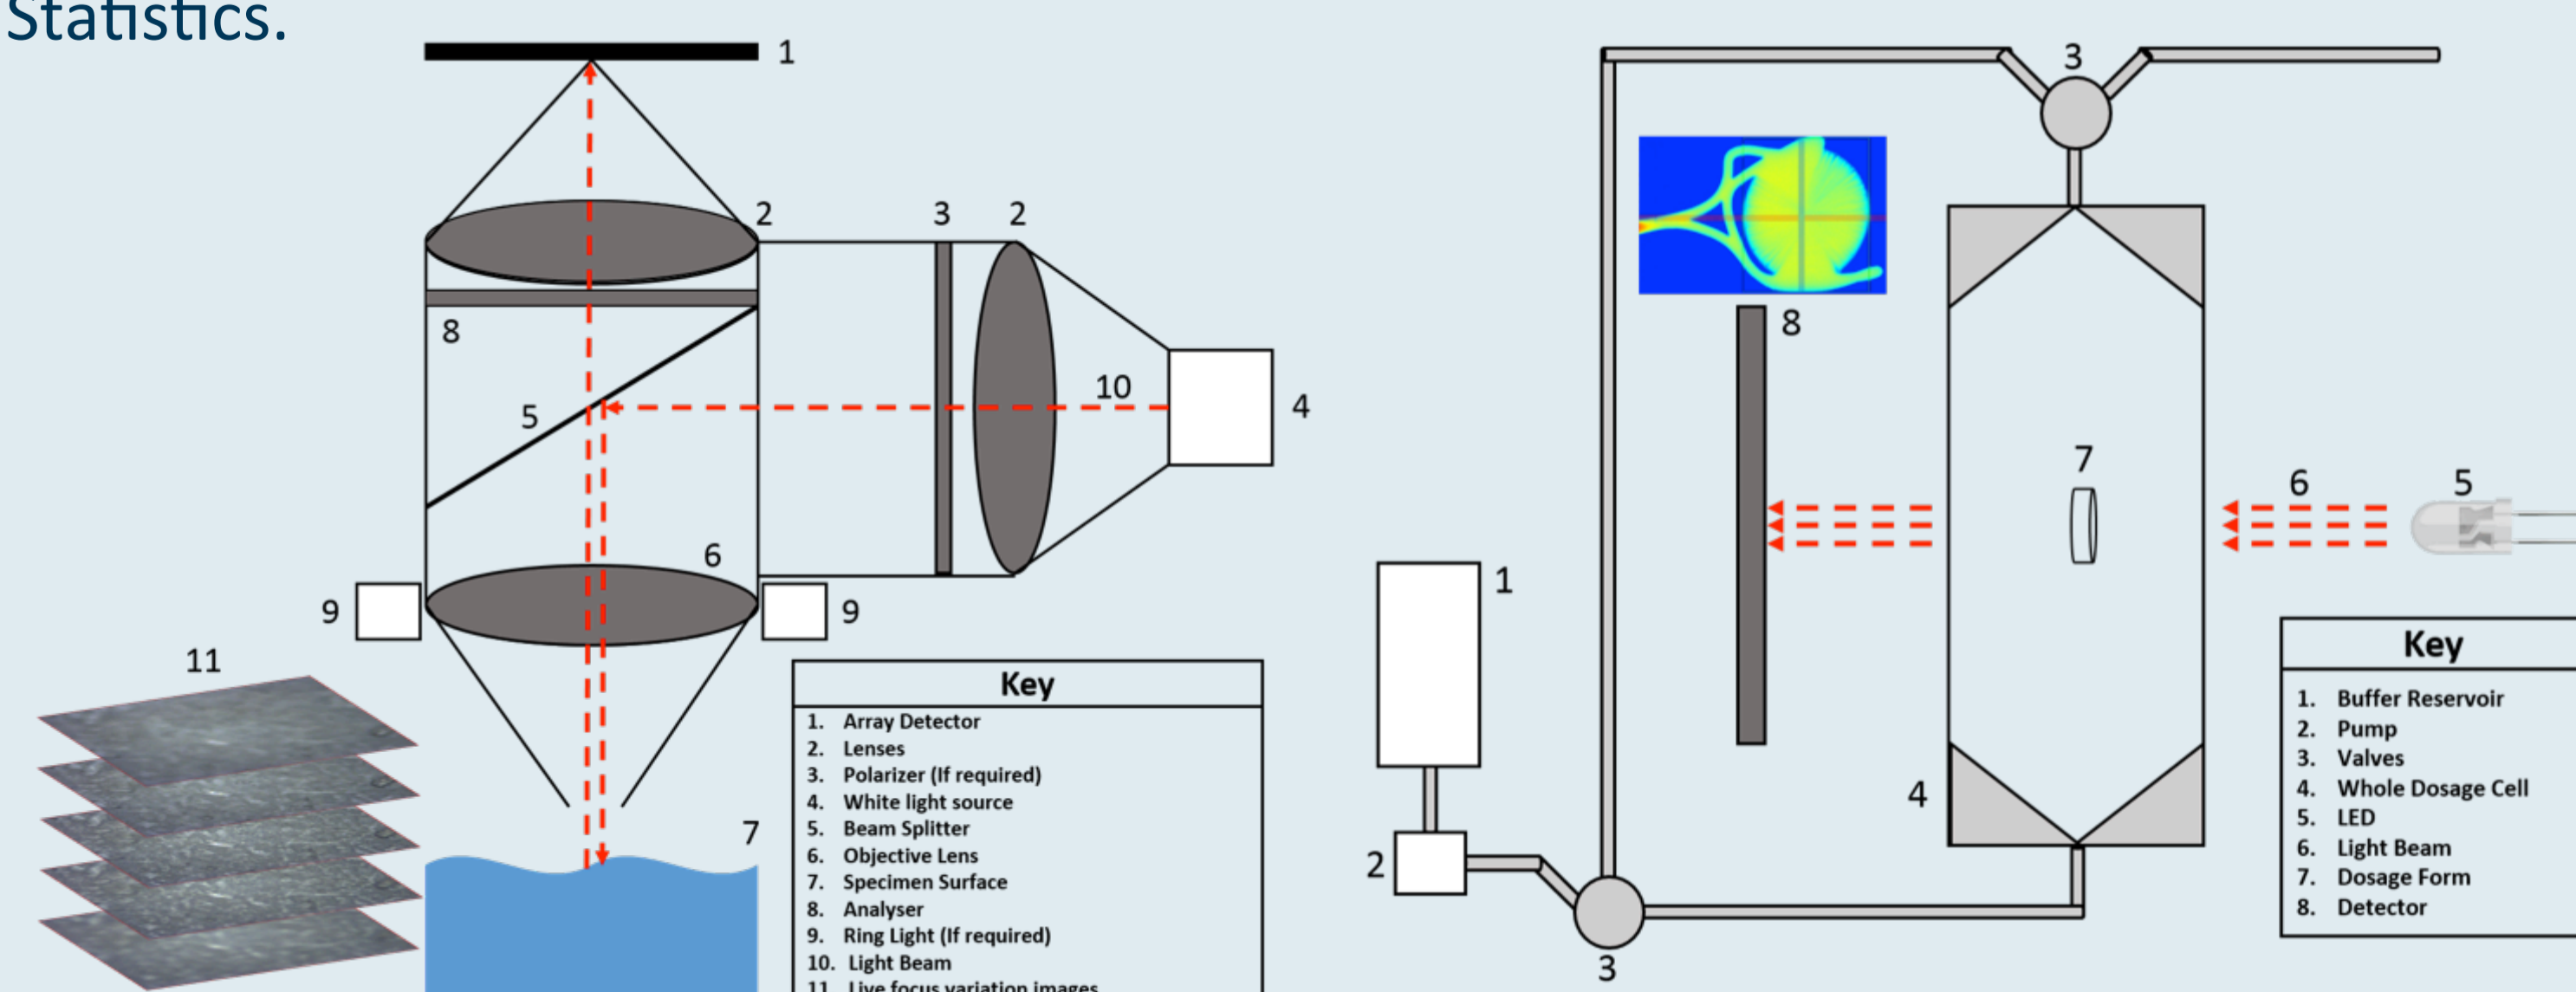 Statistics.
1
2
3
2
8
10
4
5
6
9
9
11
7
Key
1. Array Detector
2. Lenses
3. Polarizer (If required)
4. White light source
5. Beam Splitter
6. Objective Lens
7. Specimen Surface
8. Analyser
9. Ring Light (If required)
10. Light Beam
11. Live focus variation images
3
8
7
6
5
1
4
2
3
Key
1. Buffer Reservoir
2. Pump
3. Valves
4. Whole Dosage Cell
5. LED
6. Light Beam
7. Dosage Form
8. Detector